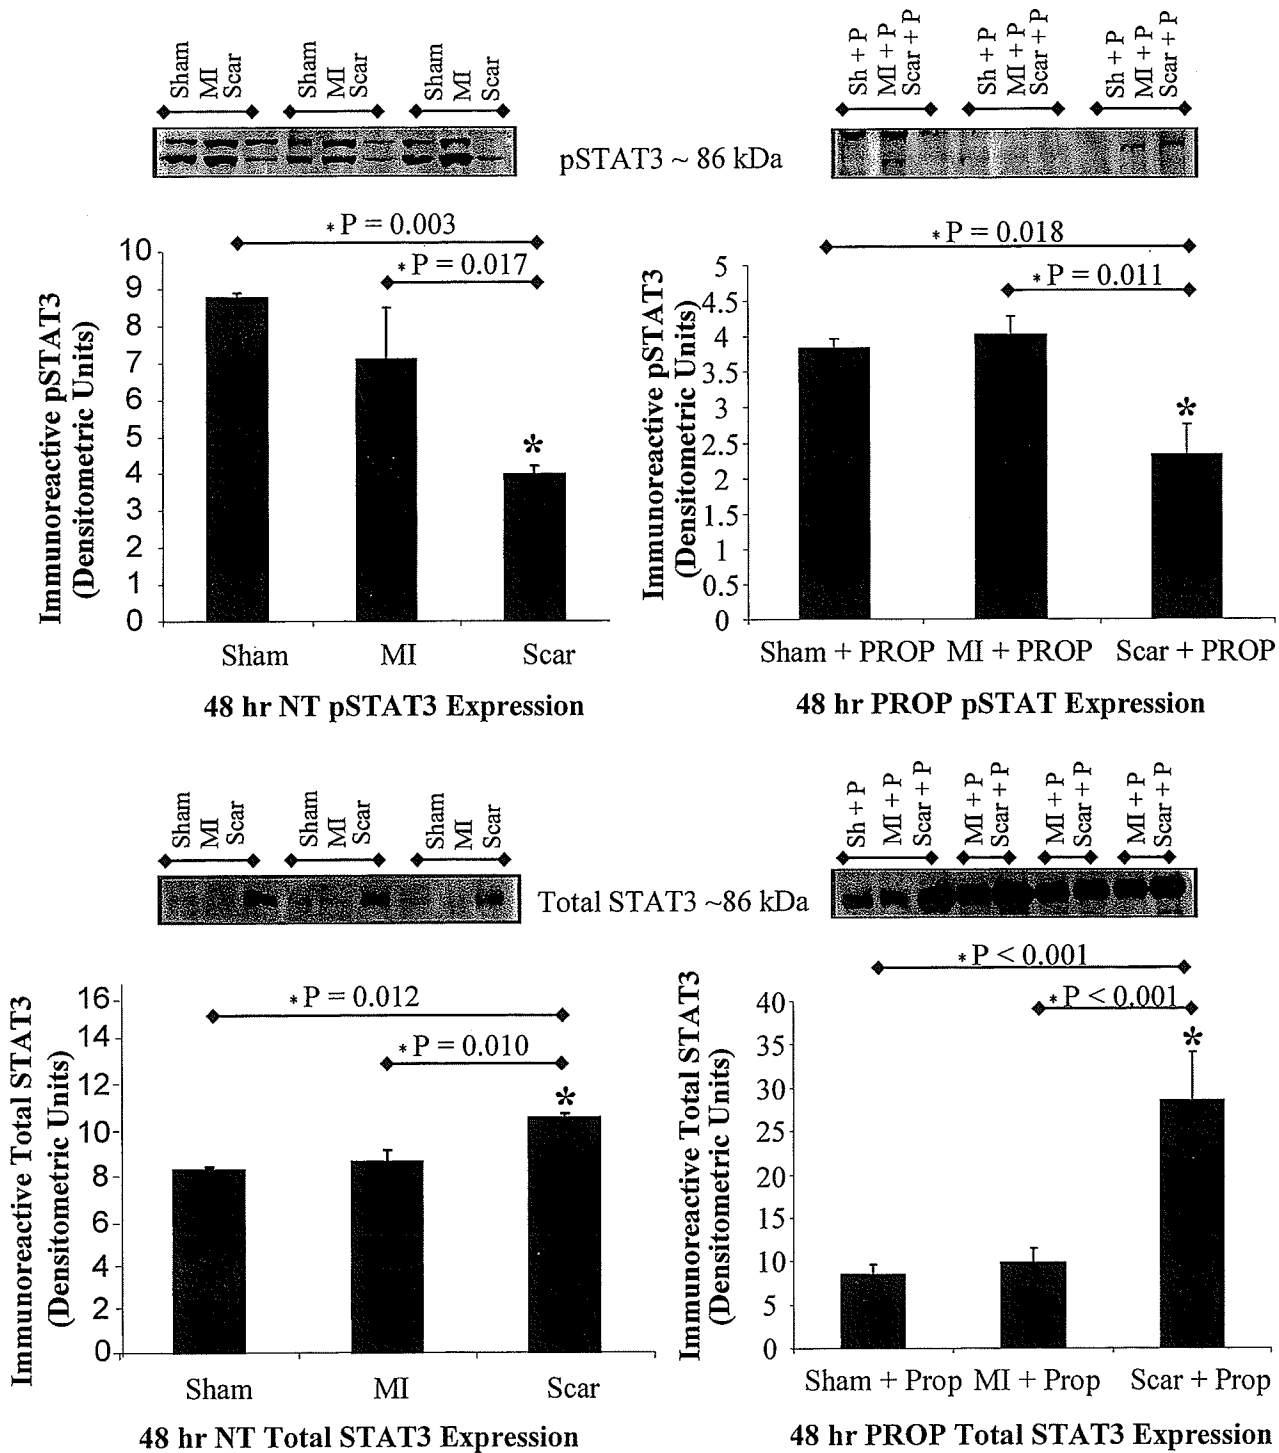 Sham MI Scar Sham MI Scar Sham MI Scar
Sh + P MI + P Scar + P Sh + P MI + P Scar + P Sh + P MI + P Scar + P
pSTAT3 ~ 86 kDa
* P = 0.003
* P = 0.017
Immunoreactive pSTAT3
(Densitometric Units)
10
9
8
7
6
5
4
3
2
1
0
*
Sham MI Scar
48 hr NT pSTAT3 Expression
* P = 0.018
* P = 0.011
Immunoreactive pSTAT3
(Densitometric Units)
5
4.5
4
3.5
3
2.5
2
1.5
1
0.5
0
*
Sham + PROP MI + PROP Scar + PROP
48 hr PROP pSTAT Expression
Sham MI Scar Sham MI Scar Sham MI Scar
Sh + P MI + P Scar + P MI + P Scar + P MI + P Scar + P MI + P Scar + P
Total STAT3 ~86 kDa
* P = 0.012
* P = 0.010
Immunoreactive Total STAT3
(Densitometric Units)
16
14
12
10
8
6
4
2
0
*
Sham MI Scar
48 hr NT Total STAT3 Expression
* P < 0.001
* P < 0.001
Immunoreactive Total STAT3
(Densitometric Units)
40
35
30
25
20
15
10
5
0
*
Sham + Prop MI + Prop Scar + Prop
48 hr PROP Total STAT3 Expression